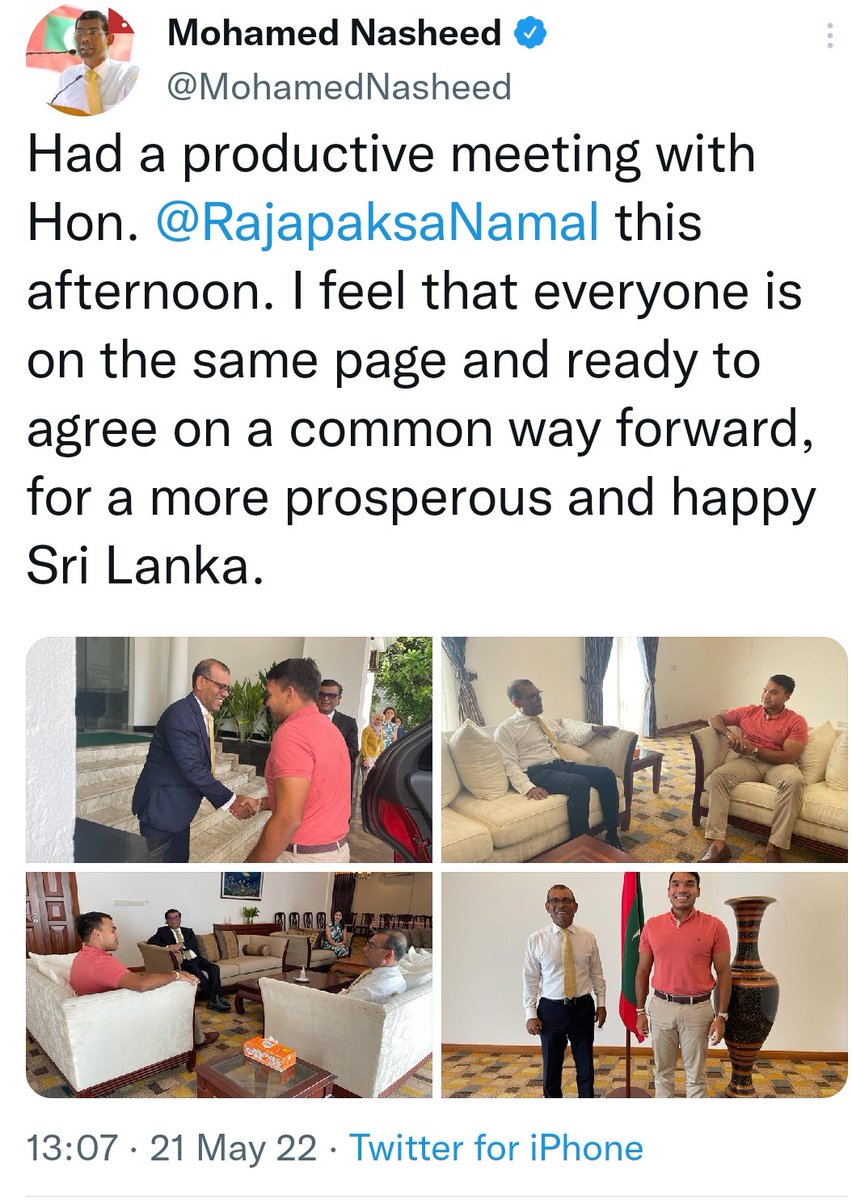 Mohamed Nasheed
@MohamedNasheed
Had a productive meeting with
Hon. @RajapaksaNamal this
afternoon. I feel that everyone is
on the same page and ready to
agree on a common way forward,
for a more prosperous and happy
Sri Lanka.
13:07 · 21 May 22 · Twitter for iPhone